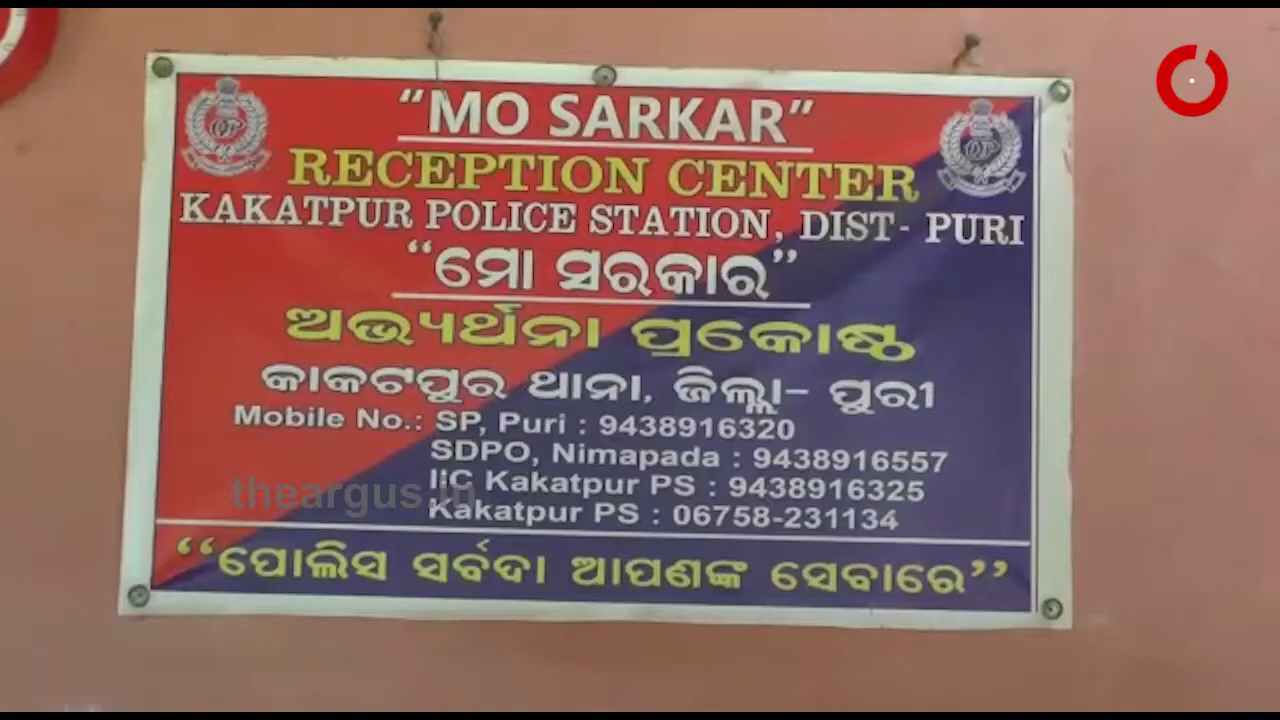 "MO SARKAR"
RECEPTION CENTER
KAKATPUR POLICE STATION, DIST- PURI
"ମୋ ସରକାର"
ଅଭ୍ୟର୍ଥନା ପ୍ରକୋଷ୍ଠ
କାକଟପୁର ଥାନା, ଜିଲ୍ଲା– ପୁରୀ
Mobile No.: SP, Puri : 9438916320
SDPO, Nimapada : 9438916557
IIC Kakatpur PS : 9438916325
theargus.in
Kakatpur PS : 06758-231134
"ପୋଲିସ ସର୍ବଦା ଆପଣଙ୍କ ସେବାରେ"